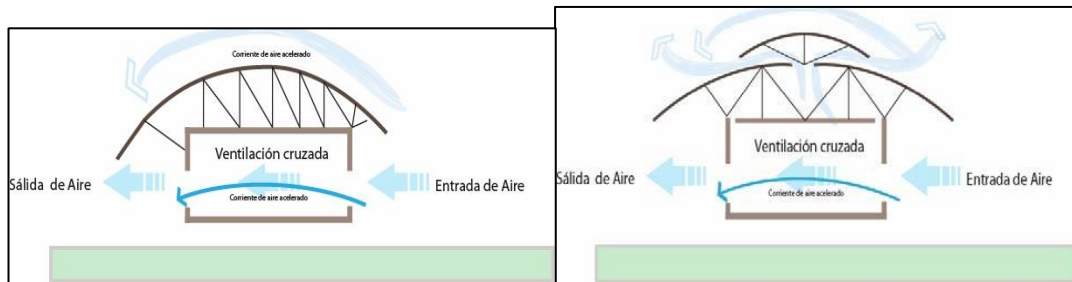 Corriente de aire acelerado
Ventilación cruzada
Sálida de Aire
Entrada de Aire
Corriente de aire acelerado
Ventilación cruzada
Sálida de Aire
Entrada de Aire
Corriente de aire acelerado